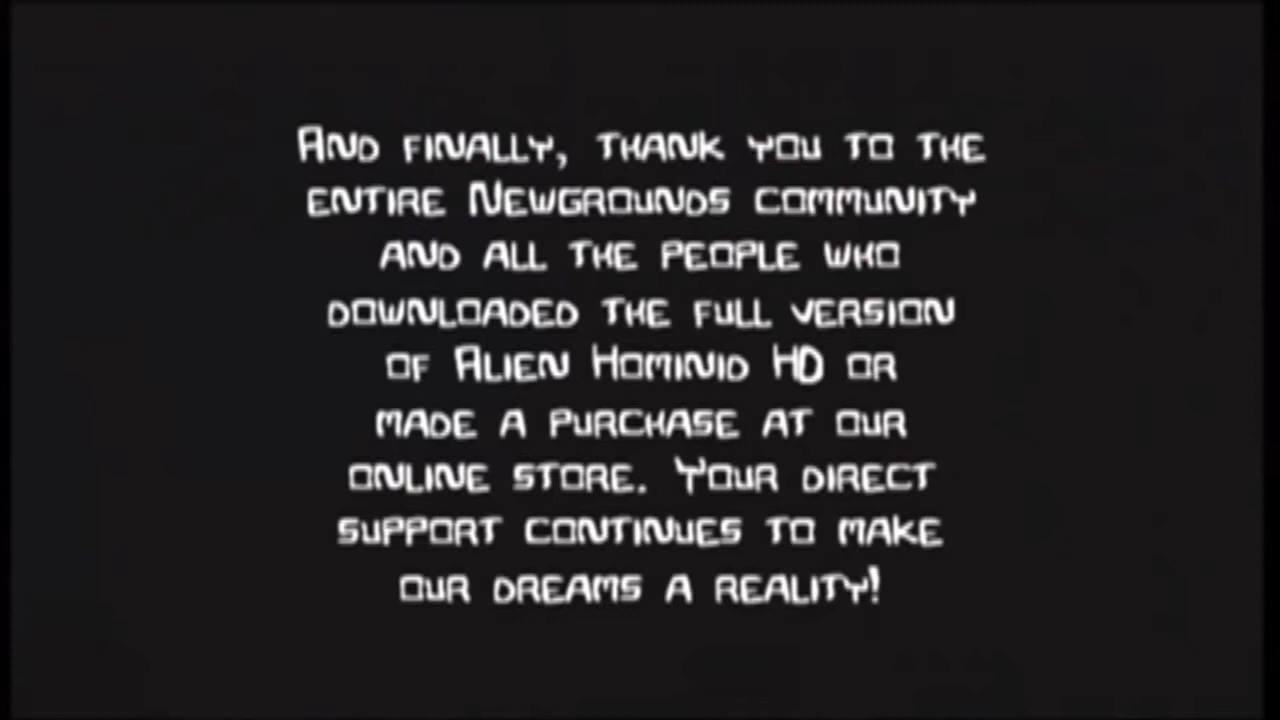 And finally, thank you to the
entire Newgrounds community
and all the people who
downloaded the full version
of Alien Hominid HD or
made a purchase at our
online store. Your direct
support continues to make
our dreams a reality!